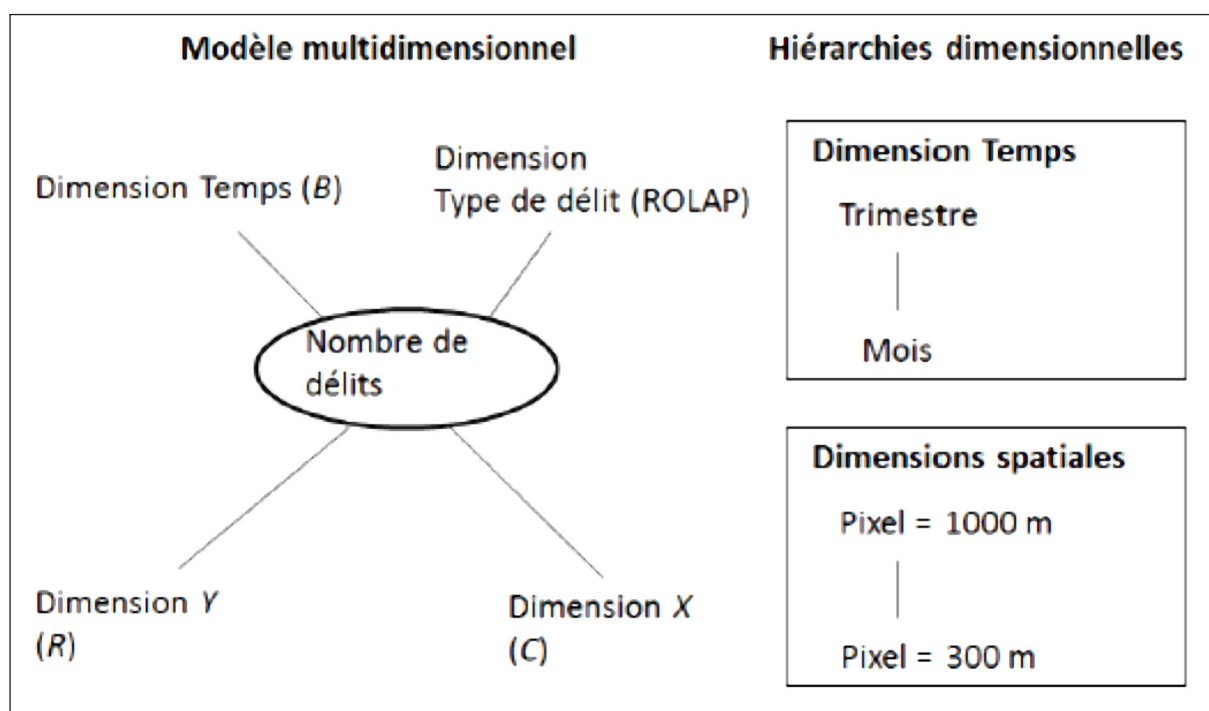 Modèle multidimensionnel
Dimension Temps (B)
Dimension
Type de délit (ROLAP)
Nombre de
délits
Dimension Y
(R)
Dimension X
(C)
Hiérarchies dimensionnelles
Dimension Temps
Trimestre
Mois
Dimensions spatiales
Pixel = 1000 m
Pixel = 300 m